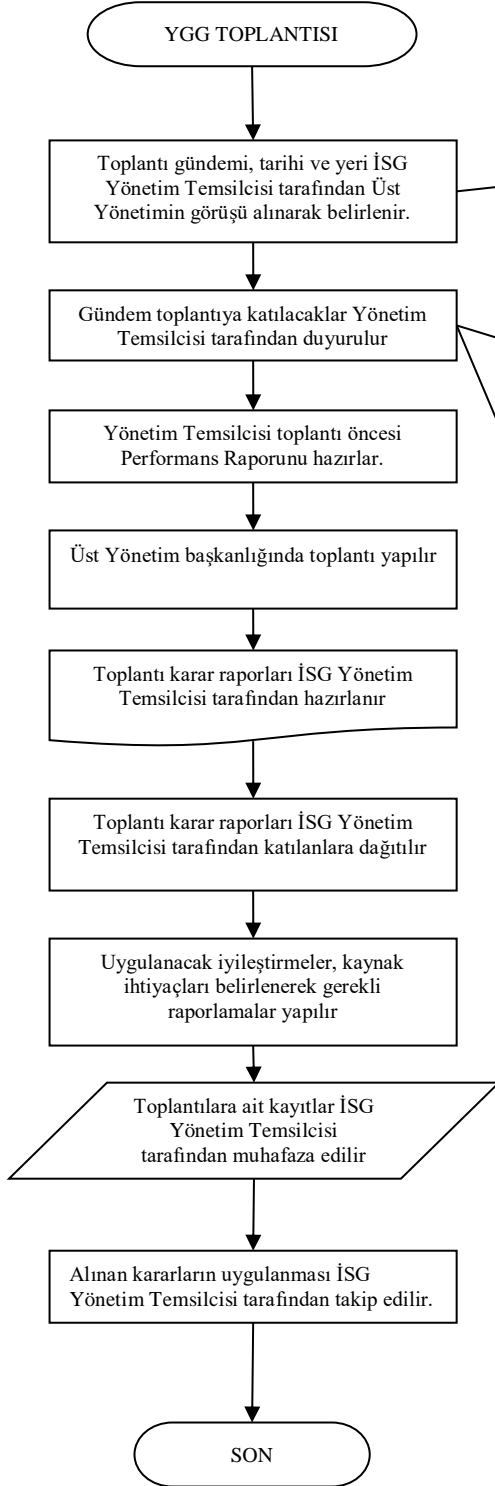 YGG TOPLANTISI
Toplantı gündemi, tarihi ve yeri İSG
Yönetim Temsilcisi tarafından Üst
Yönetimin görüşü alınarak belirlenir.
Gündem toplantıya katılacaklar Yönetim
Temsilcisi tarafından duyurulur
Yönetim Temsilcisi toplantı öncesi
Performans Raporunu hazırlar.
Üst Yönetim başkanlığında toplantı yapılır
Toplantı karar raporları İSG Yönetim
Temsilcisi tarafından hazırlanır
Toplantı karar raporları İSG Yönetim
Temsilcisi tarafından katılanlara dağıtılır
Uygulanacak iyileştirmeler, kaynak
ihtiyaçları belirlenerek gerekli
raporlamalar yapılır
Toplantılara ait kayıtlar İSG
Yönetim Temsilcisi
tarafından muhafaza edilir
Alınan kararların uygulanması İSG
Yönetim Temsilcisi tarafından takip edilir.
SON